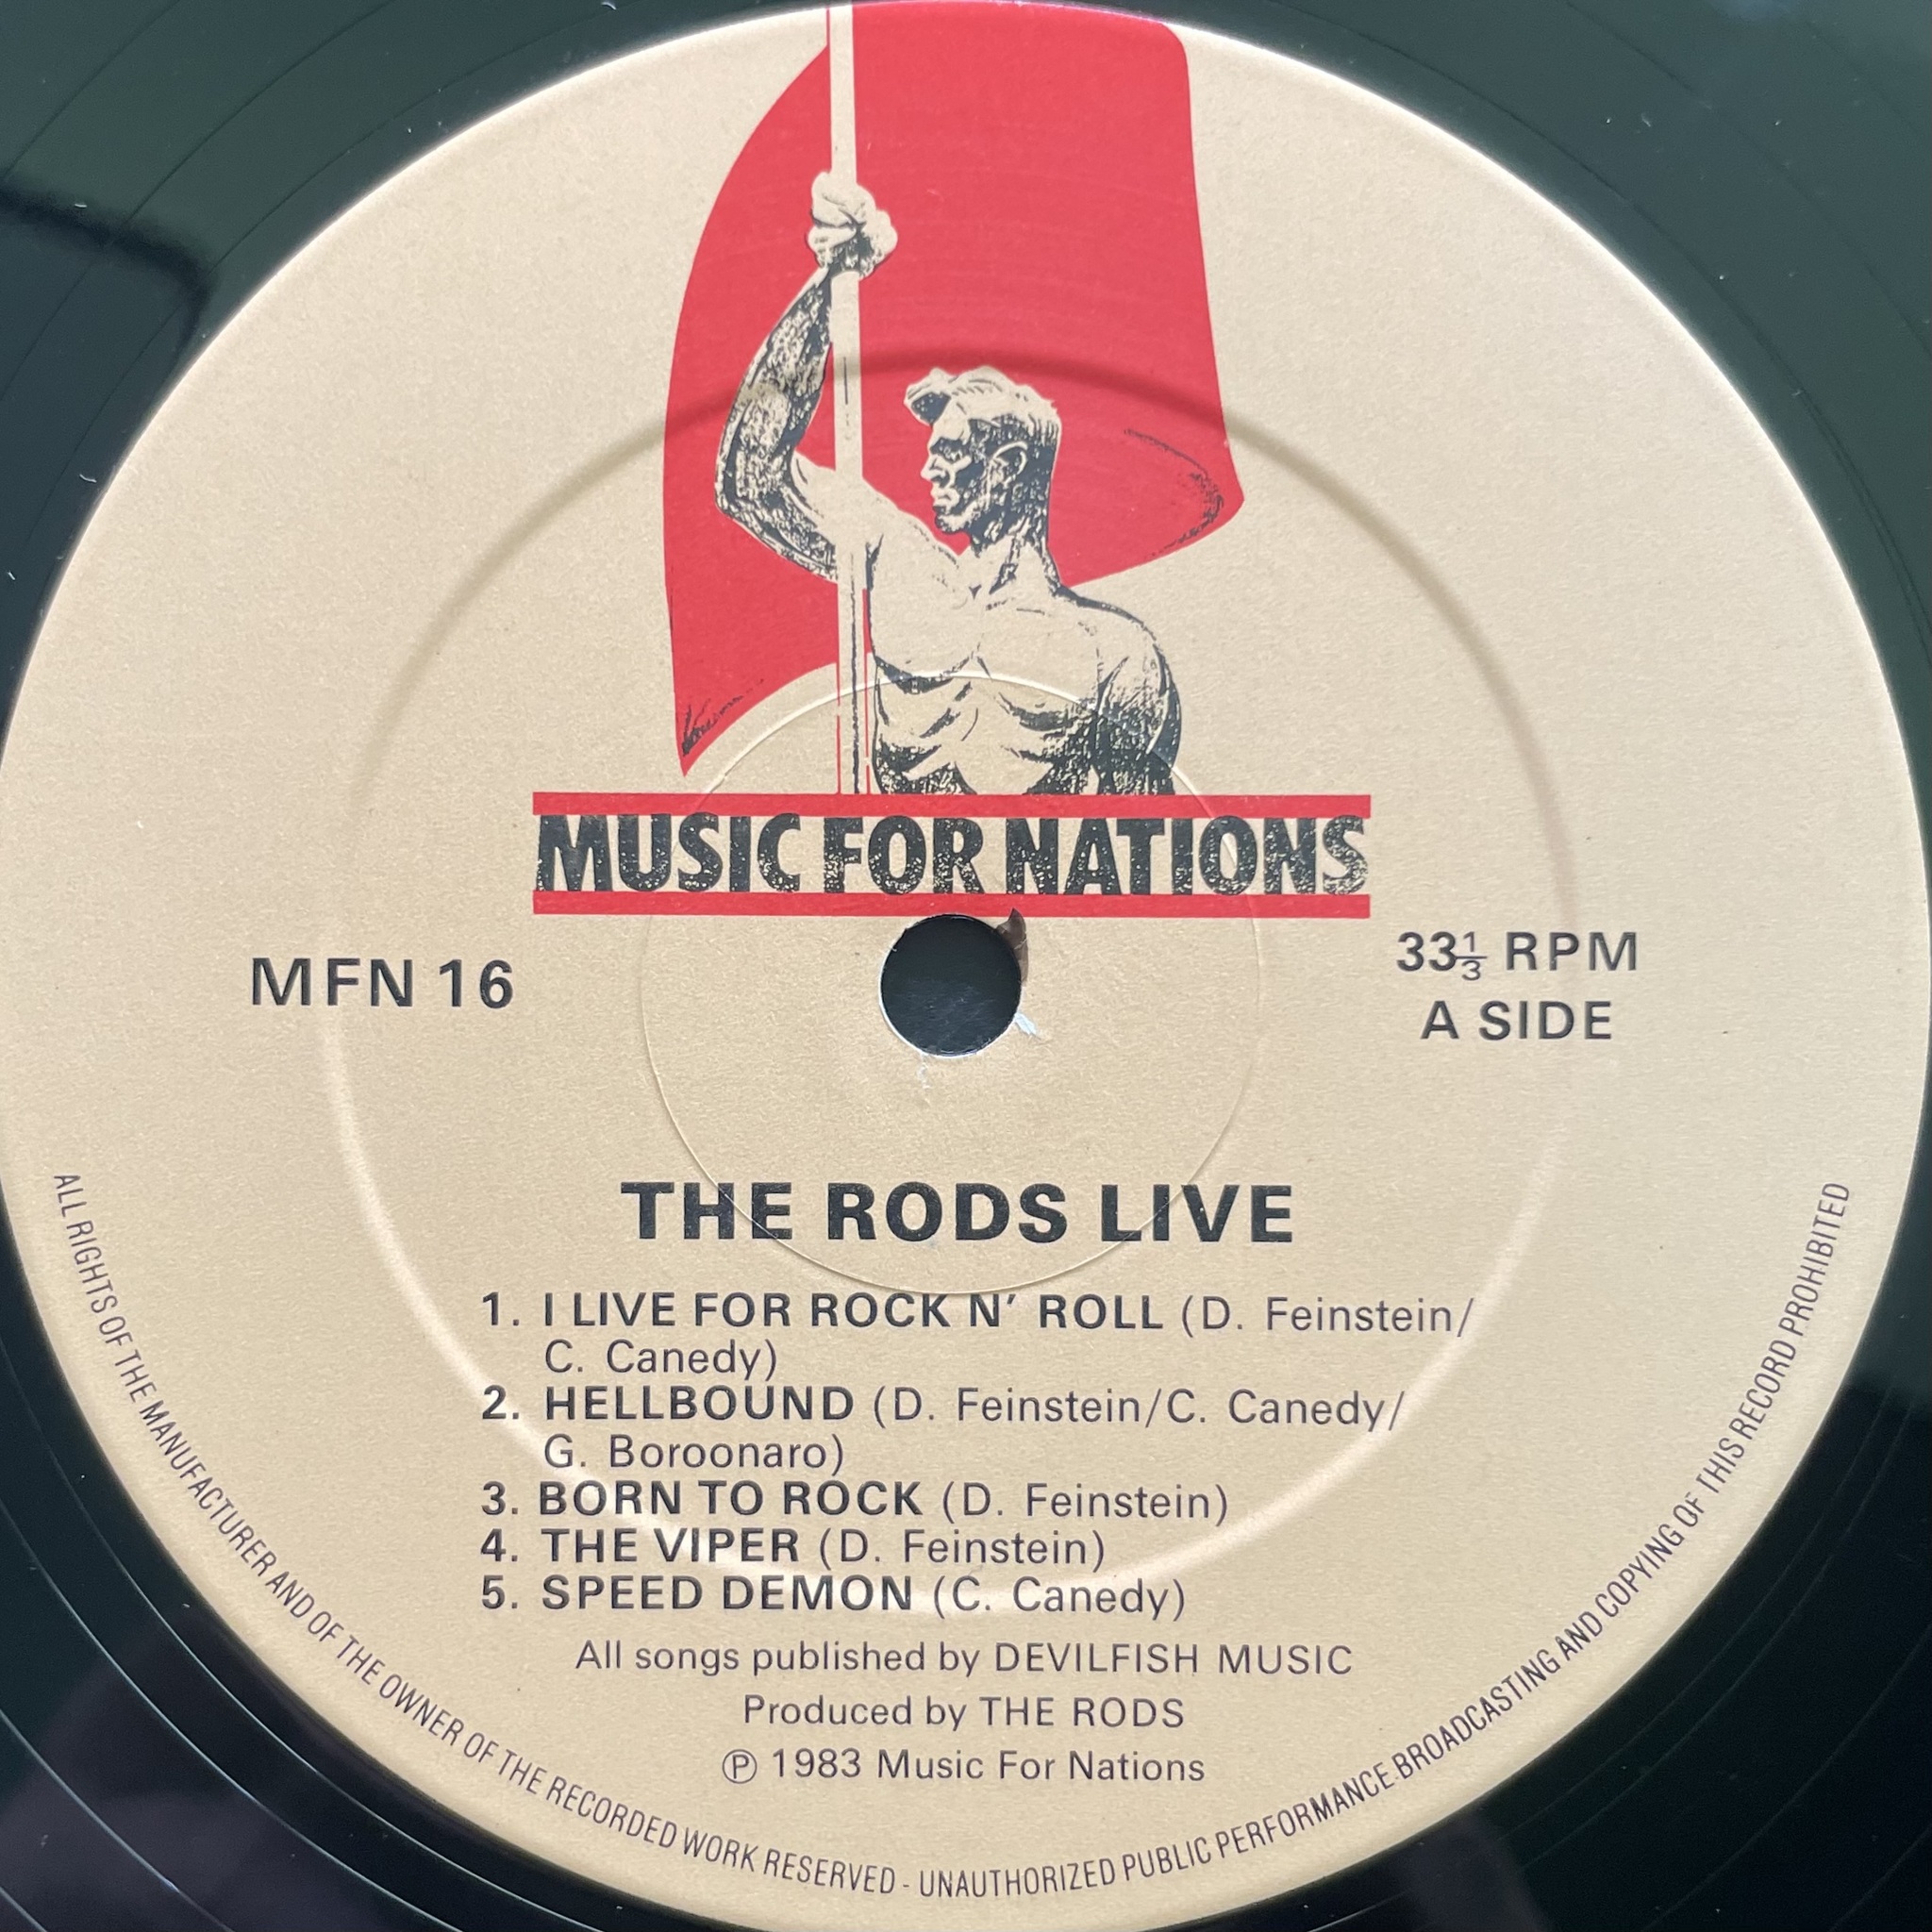 MUSIC FOR NATIONS
MFN 16
33⅓ RPM
A SIDE
THE RODS LIVE
1. I LIVE FOR ROCK N' ROLL (D. Feinstein/
C. Canedy)
2. HELLBOUND (D. Feinstein/C. Canedy/
G. Boroonaro)
3. BORN TO ROCK (D. Feinstein)
4. THE VIPER (D. Feinstein)
5. SPEED DEMON (C. Canedy)
All songs published by DEVILFISH MUSIC
Produced by THE RODS
Ⓟ 1983 Music For Nations
ALL RIGHTS OF THE MANUFACTURER AND OF THE OWNER OF THE RECORDED WORK RESERVED - UNAUTHORIZED PUBLIC PERFORMANCE BROADCASTING AND COPYING OF THIS RECORD PROHIBITED